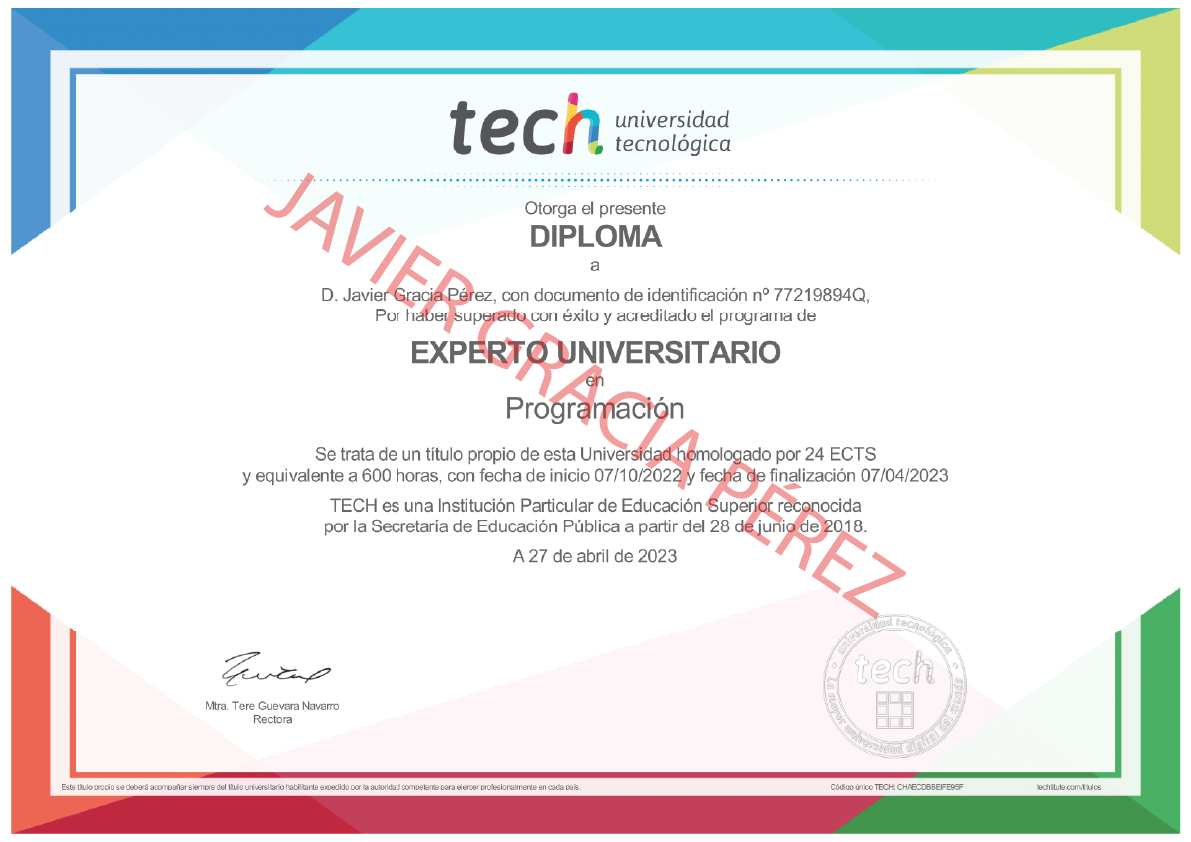 tech universidad
tecnológica
Otorga el presente
DIPLOMA
a
D. Javier Gracia Pérez, con documento de identificación nº 77219894Q,
Por haber superado con éxito y acreditado el programa de
EXPERTO UNIVERSITARIO
en
Programación
Se trata de un título propio de esta Universidad homologado por 24 ECTS
y equivalente a 600 horas, con fecha de inicio 07/10/2022 y fecha de finalización 07/04/2023
TECH es una Institución Particular de Educación Superior reconocida
por la Secretaría de Educación Pública a partir del 28 de junio de 2018.
A 27 de abril de 2023
JAVIER GRACIA PÉREZ
Mtra. Tere Guevara Navarro
Rectora
universidad tecnológica
tech
La mejor universidad digital del mundo
Este título propio se deberá acompañar siempre del título universitario habilitante expedido por la autoridad competente para ejercer profesionalmente en cada país.
Código único TECH: CHAECDBBEIFE95F
techtitute.com/titulos